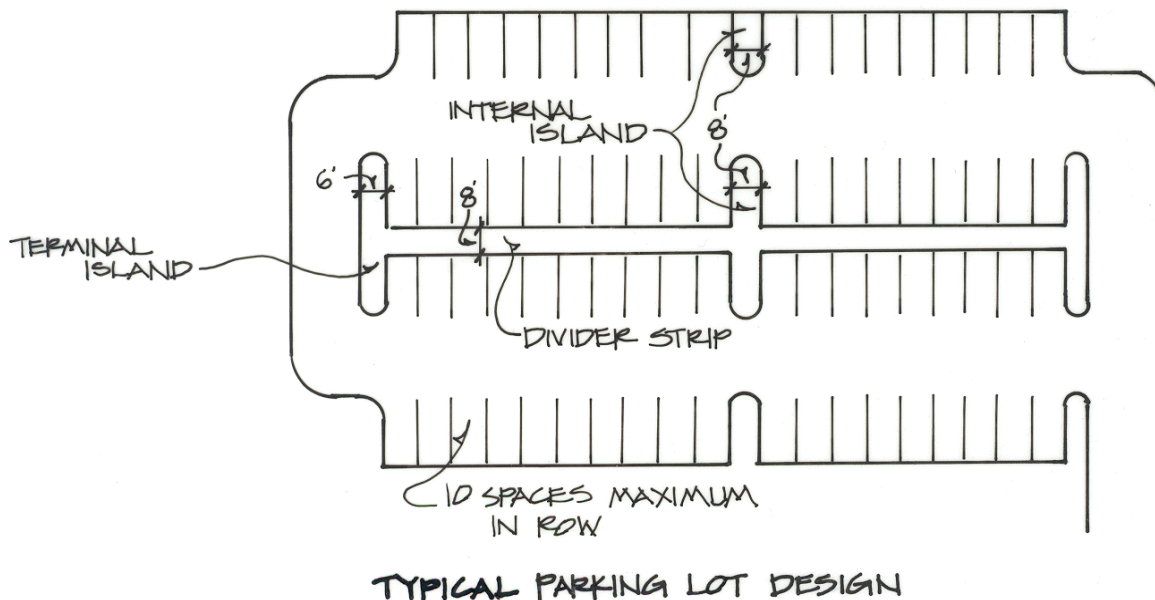 INTERNAL
ISLAND
8'
6'
8'
TERMINAL
ISLAND
DIVIDER STRIP
10 SPACES MAXIMUM
IN ROW
TYPICAL PARKING LOT DESIGN